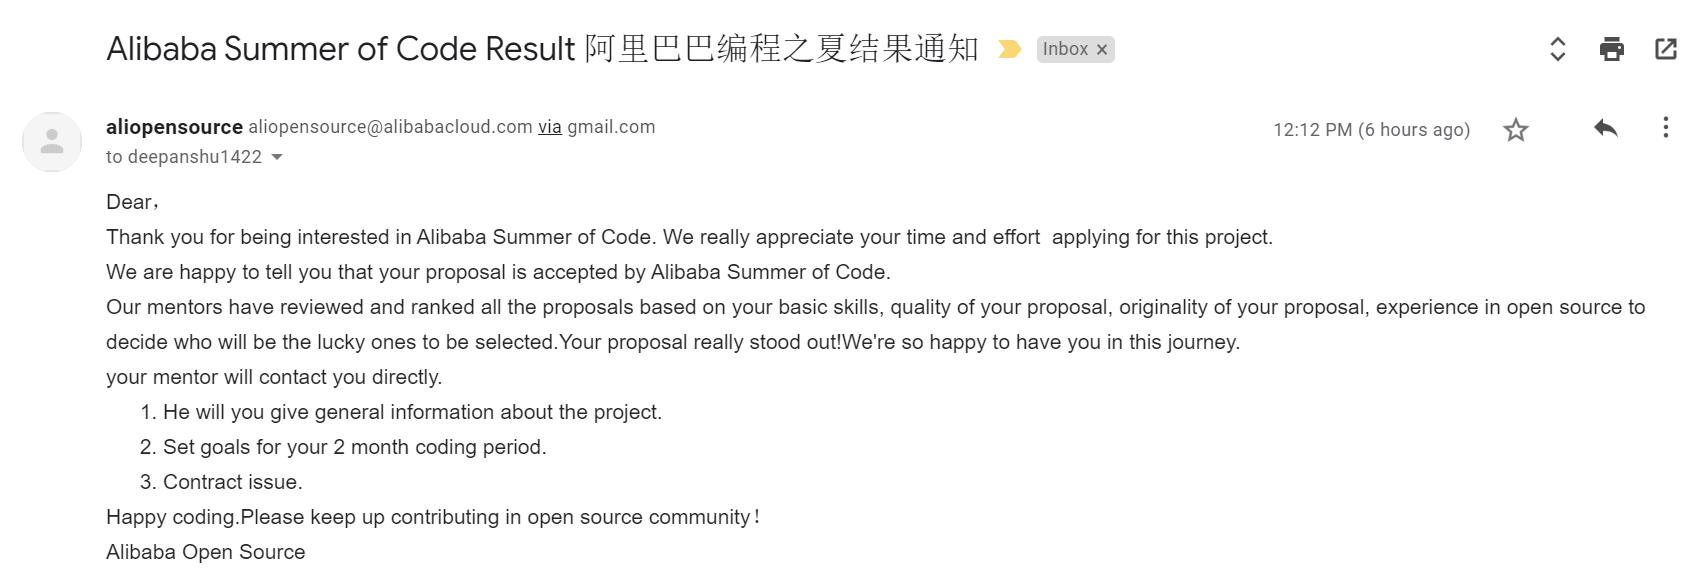 Alibaba Summer of Code Result 阿里巴巴编程之夏结果通知 Inbox ×
aliopensource aliopensource@alibabacloud.com via gmail.com 12:12 PM (6 hours ago)
to deepanshu1422
Dear，
Thank you for being interested in Alibaba Summer of Code. We really appreciate your time and effort  applying for this project.
We are happy to tell you that your proposal is accepted by Alibaba Summer of Code.
Our mentors have reviewed and ranked all the proposals based on your basic skills, quality of your proposal, originality of your proposal, experience in open source to
decide who will be the lucky ones to be selected.Your proposal really stood out!We're so happy to have you in this journey.
your mentor will contact you directly.
1. He will you give general information about the project.
2. Set goals for your 2 month coding period.
3. Contract issue.
Happy coding.Please keep up contributing in open source community！
Alibaba Open Source